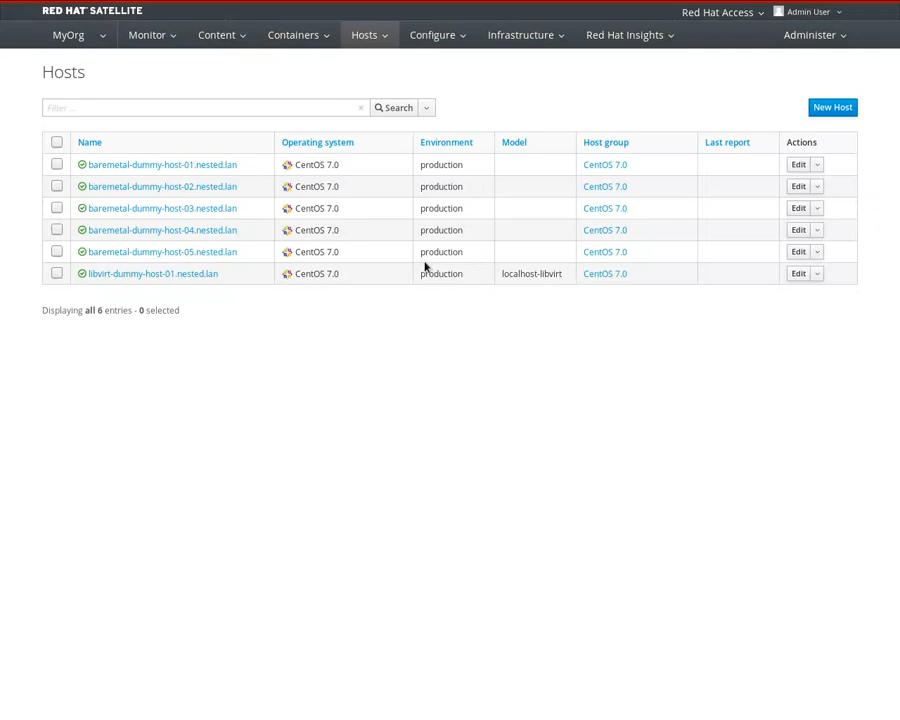 RED HAT SATELLITE
Red Hat Access Admin User
MyOrg Monitor Content Containers Hosts Configure Infrastructure Red Hat Insights Administer
Hosts
Filter ... × Search New Host
Name Operating system Environment Model Host group Last report Actions
baremetal-dummy-host-01.nested.lan CentOS 7.0 production CentOS 7.0 Edit
baremetal-dummy-host-02.nested.lan CentOS 7.0 production CentOS 7.0 Edit
baremetal-dummy-host-03.nested.lan CentOS 7.0 production CentOS 7.0 Edit
baremetal-dummy-host-04.nested.lan CentOS 7.0 production CentOS 7.0 Edit
baremetal-dummy-host-05.nested.lan CentOS 7.0 production CentOS 7.0 Edit
libvirt-dummy-host-01.nested.lan CentOS 7.0 production localhost-libvirt CentOS 7.0 Edit
Displaying all 6 entries - 0 selected